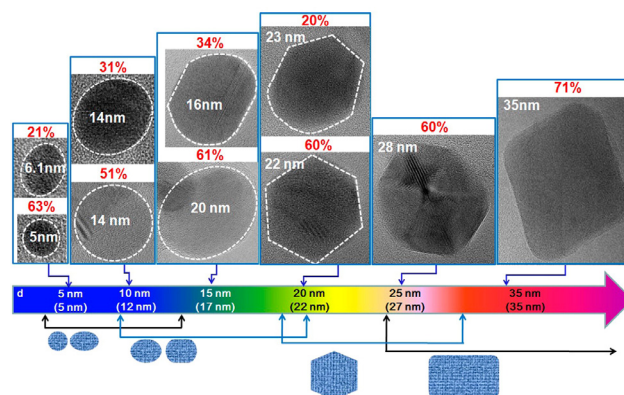 21%
6.1nm
63%
5nm
31%
14nm
51%
14 nm
34%
16nm
61%
20 nm
20%
23 nm
60%
22 nm
60%
28 nm
71%
35nm
d
5 nm
(5 nm)
10 nm
(12 nm)
15 nm
(17 nm)
20 nm
(22 nm)
25 nm
(27 nm)
35 nm
(35 nm)